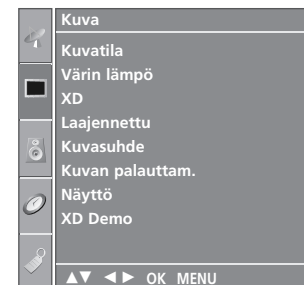 Kuva
Kuvatila
Värin lämpö
XD
Laajennettu
Kuvasuhde
Kuvan palauttam.
Näyttö
XD Demo
▲▼ ◄► OK MENU